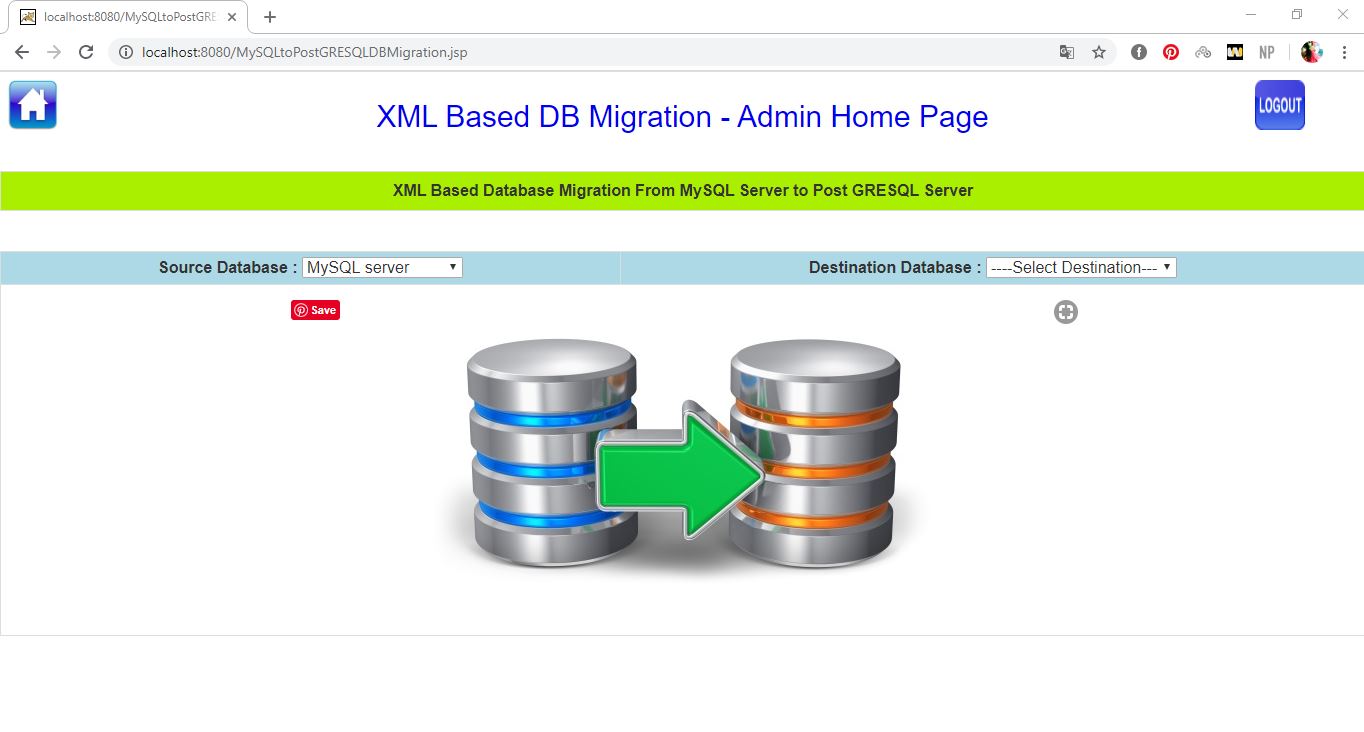 localhost:8080/MySQLtoPostGRES
localhost:8080/MySQLtoPostGRESQLDBMigration.jsp
NP
LOGOUT
XML Based DB Migration - Admin Home Page
XML Based Database Migration From MySQL Server to Post GRESQL Server
Source Database : MySQL server
Destination Database : ----Select Destination---
Save